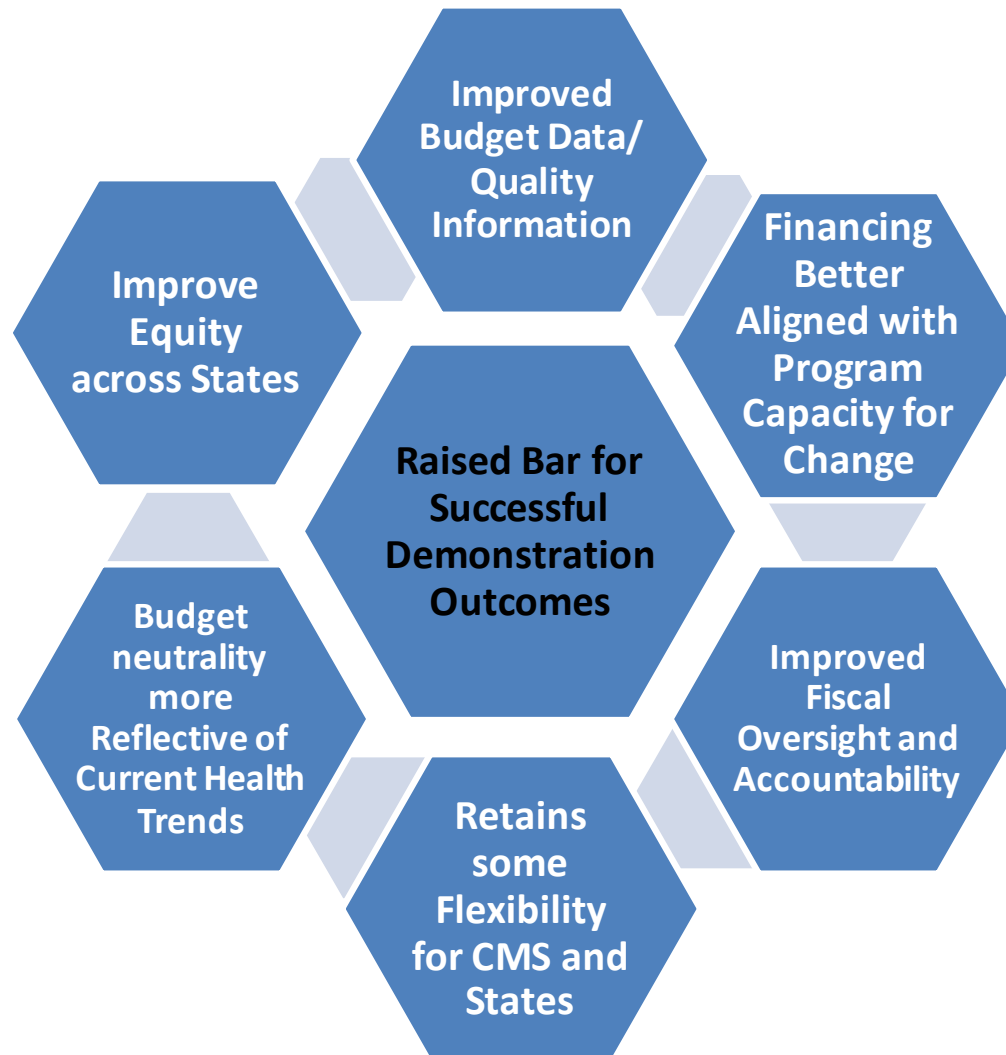 Improved
Budget Data/
Quality
Information
Financing
Better
Aligned with
Program
Capacity for
Change
Improved
Fiscal
Oversight and
Accountability
Retains
some
Flexibility
for CMS and
States
Budget
neutrality
more
Reflective of
Current Health
Trends
Improve
Equity
across States
Raised Bar for
Successful
Demonstration
Outcomes